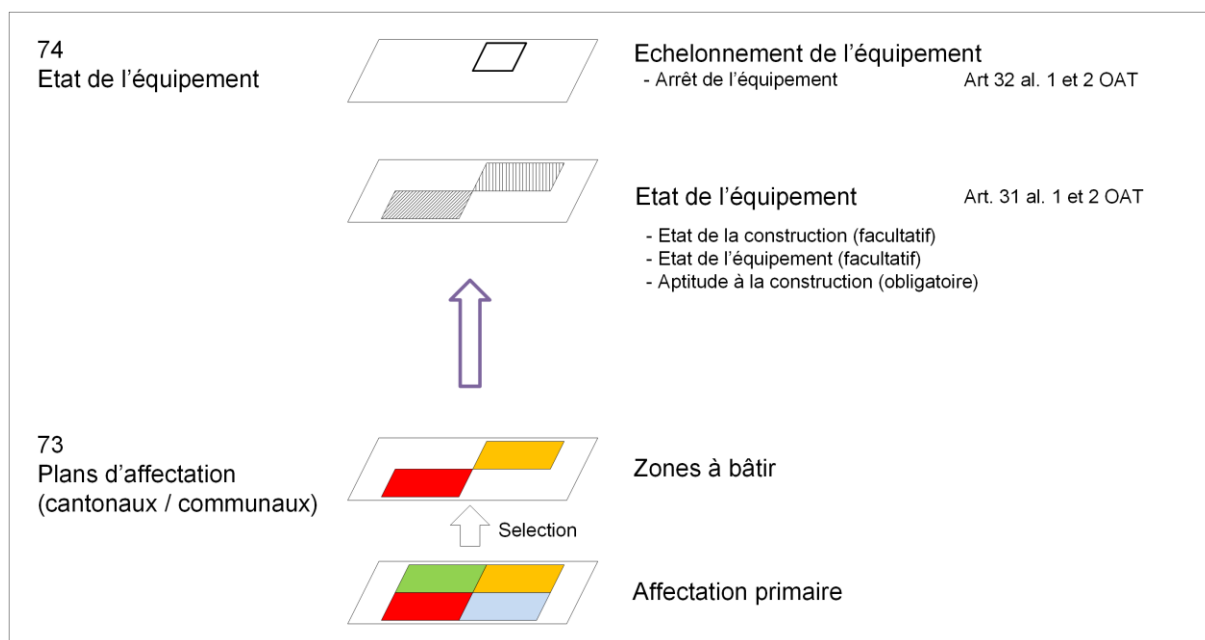 74
Etat de l'équipement
Echelonnement de l'équipement
- Arrêt de l'équipement Art 32 al. 1 et 2 OAT
Etat de l'équipement Art. 31 al. 1 et 2 OAT
- Etat de la construction (facultatif)
- Etat de l'équipement (facultatif)
- Aptitude à la construction (obligatoire)
73
Plans d'affectation
(cantonaux / communaux)
Zones à bâtir
Selection
Affectation primaire